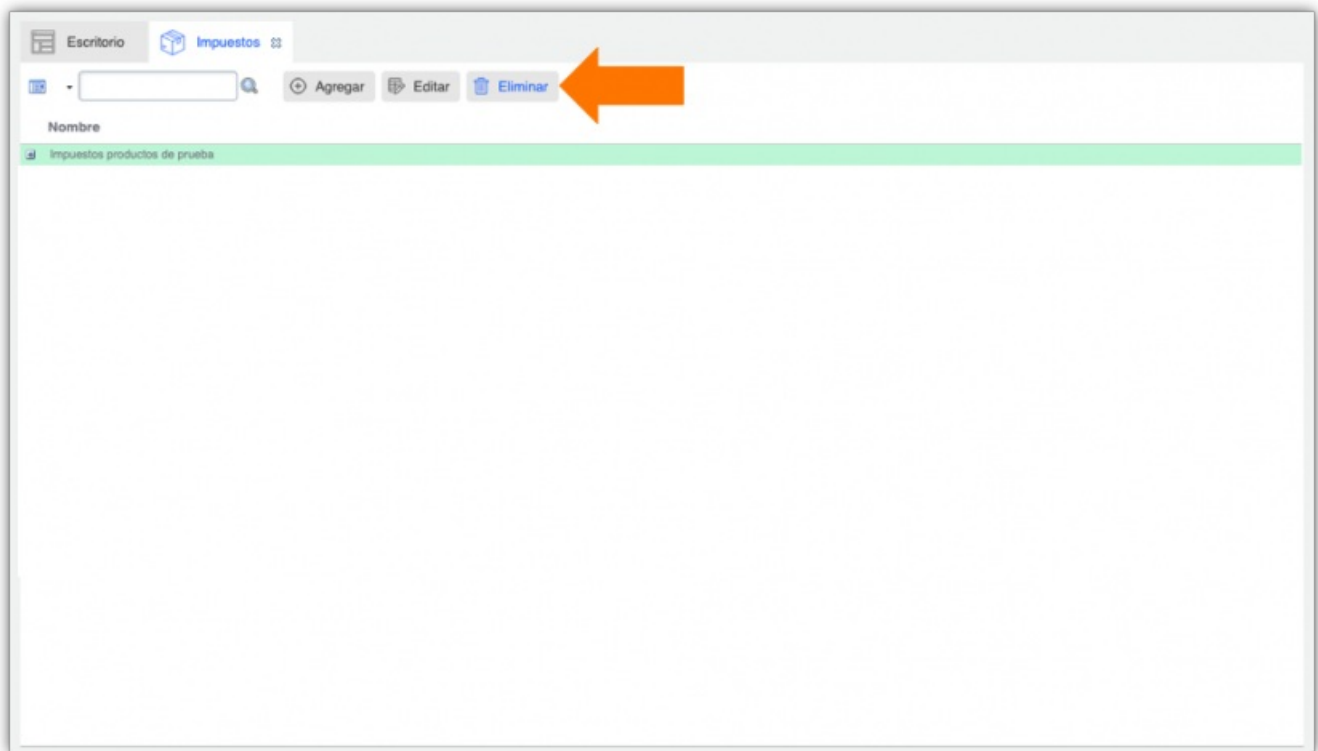 Escritorio
Impuestos
Agregar
Editar
Eliminar
Nombre
Impuestos productos de prueba